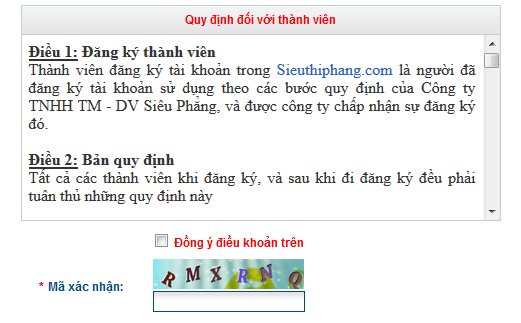 Quy định đối với thành viên
Điều 1: Đăng ký thành viên
Thành viên đăng ký tài khoản trong Sieuthiphang.com là người đã
đăng ký tài khoản sử dụng theo các bước quy định của Công ty
TNHH TM - DV Siêu Phẳng, và được công ty chấp nhận sự đăng ký
đó.
Điều 2: Bản quy định
Tất cả các thành viên khi đăng ký, và sau khi đi đăng ký đều phải
tuân thủ những quy định này
Đồng ý điều khoản trên
* Mã xác nhận:
RMXRNQ